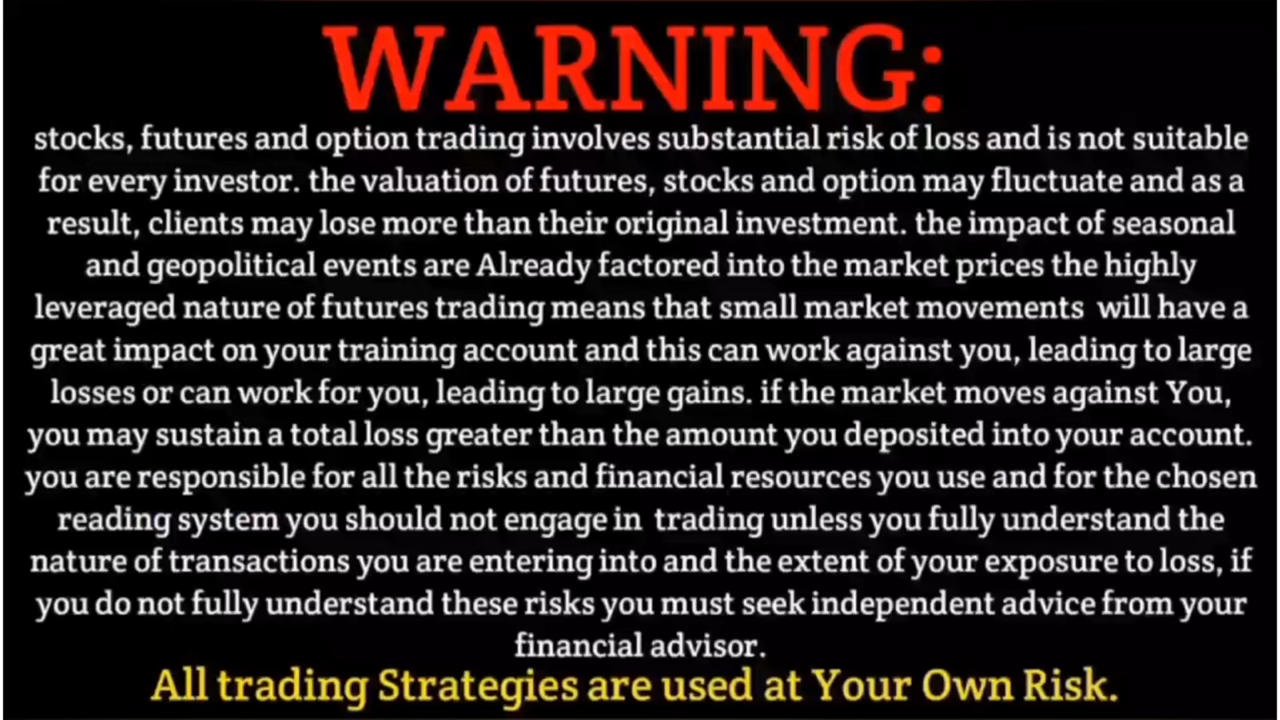 WARNING:
stocks, futures and option trading involves substantial risk of loss and is not suitable
for every investor. the valuation of futures, stocks and option may fluctuate and as a
result, clients may lose more than their original investment. the impact of seasonal
and geopolitical events are Already factored into the market prices the highly
leveraged nature of futures trading means that small market movements will have a
great impact on your training account and this can work against you, leading to large
losses or can work for you, leading to large gains. if the market moves against You,
you may sustain a total loss greater than the amount you deposited into your account.
you are responsible for all the risks and financial resources you use and for the chosen
reading system you should not engage in trading unless you fully understand the
nature of transactions you are entering into and the extent of your exposure to loss, if
you do not fully understand these risks you must seek independent advice from your
financial advisor.
All trading Strategies are used at Your Own Risk.